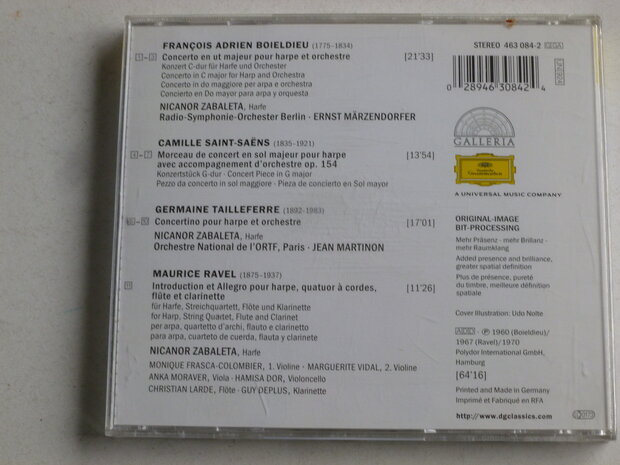 FRANÇOIS ADRIEN BOIELDIEU (1775-1834)
1 - 3 Concerto en ut majeur pour harpe et orchestre [21'33]
Konzert C-dur für Harfe und Orchester
Concerto in C major for Harp and Orchestra
Concerto in do maggiore per arpa e orchestra
Concierto en Do mayor para arpa y orquesta
NICANOR ZABALETA, Harfe
Radio-Symphonie-Orchester Berlin · ERNST MÄRZENDORFER
CAMILLE SAINT-SAËNS (1835-1921)
4 - 7 Morceau de concert en sol majeur pour harpe [13'54]
avec accompagnement d'orchestre op. 154
Konzertstück G-dur · Concert Piece in G major
Pezzo da concerto in sol maggiore · Pieza de concierto en Sol mayor
GERMAINE TAILLEFERRE (1892-1983)
Concertino pour harpe et orchestre [17'01]
NICANOR ZABALETA, Harfe
Orchestre National de l'ORTF, Paris · JEAN MARTINON
MAURICE RAVEL (1875-1937)
11 Introduction et Allegro pour harpe, quatuor à cordes, [11'26]
flûte et clarinette
für Harfe, Streichquartett, Flöte und Klarinette
for Harp, String Quartet, Flute and Clarinet
per arpa, quartetto d'archi, flauto e clarinetto
para arpa, cuarteto de cuerda, flauta y clarinete
NICANOR ZABALETA, Harfe
MONIQUE FRASCA-COLOMBIER, 1. Violine · MARGUERITE VIDAL, 2. Violine
ANKA MORAVER, Viola · HAMISA DOR, Violoncello
CHRISTIAN LARDE, Flöte · GUY DEPLUS, Klarinette
STEREO 463 084-2 GGA
0 28946 30842 4
GALLERIA
Deutsche
Grammophon
A UNIVERSAL MUSIC COMPANY
ORIGINAL-IMAGE
BIT-PROCESSING
Mehr Präsenz · mehr Brillanz ·
mehr Raumklang
Added presence and brilliance,
greater spatial definition
Plus de présence, pureté
du timbre, meilleure définition
spatiale
Cover Illustration: Udo Nolte
ADD · ℗ 1960 (Boieldieu)/
1967 (Ravel)/1970
Polydor International GmbH,
Hamburg
[64'16]
Printed and Made in Germany
Imprimé et Fabriqué en RFA
http://www.dgclassics.com